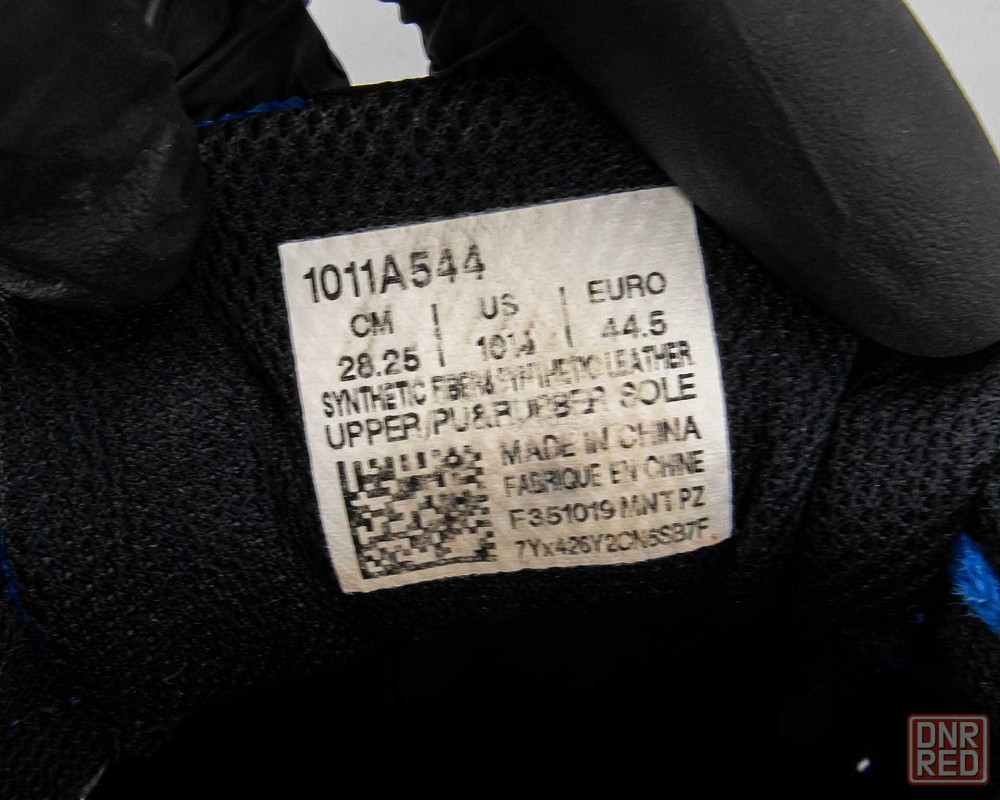 1011A544
CM | US | EURO
28.25 | 10½ | 44.5
SYNTHETIC FIBER& SYNTHETIC LEATHER
UPPER/PU&RUBBER SOLE
MADE IN CHINA
FABRIQUE EN CHINE
F351019 MNT PZ
DNR
RED